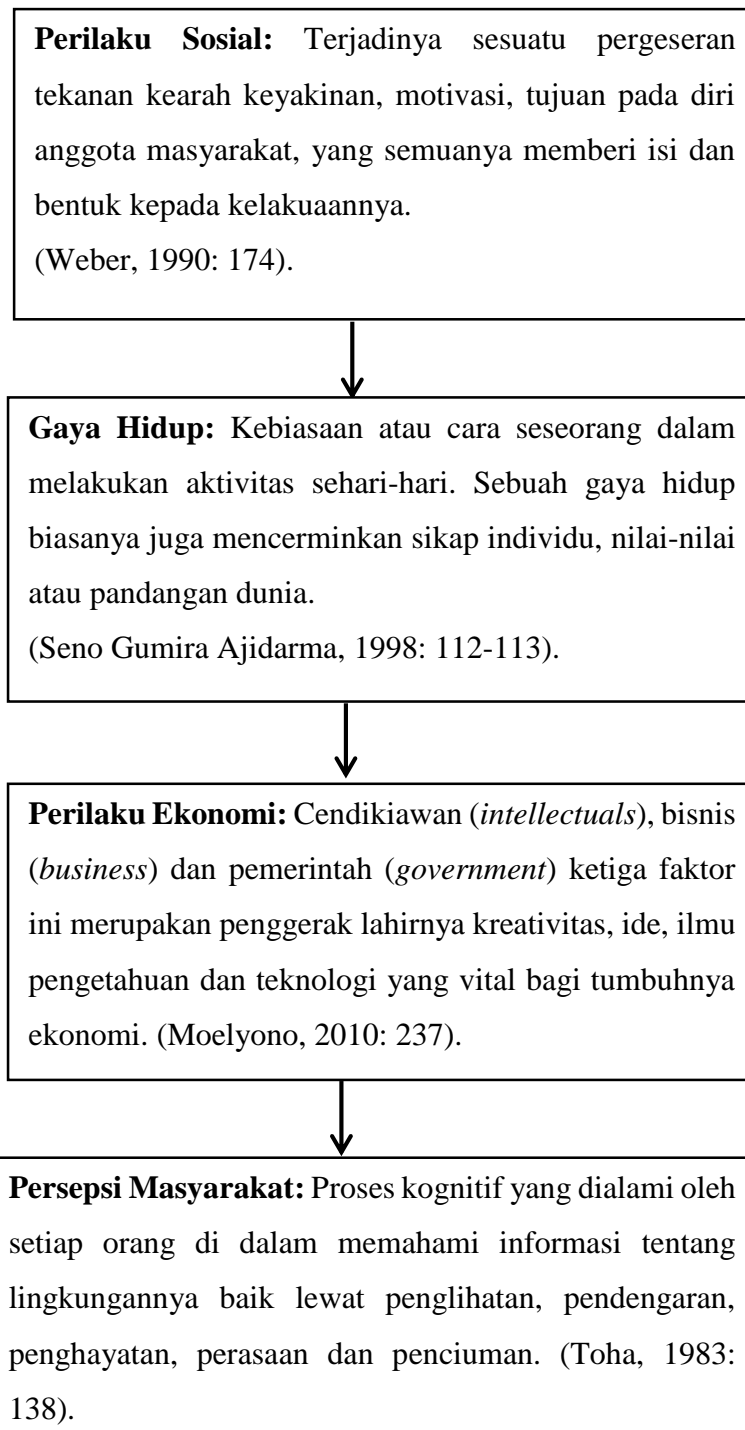 Perilaku Sosial: Terjadinya sesuatu pergeseran
tekanan kearah keyakinan, motivasi, tujuan pada diri
anggota masyarakat, yang semuanya memberi isi dan
bentuk kepada kelakuaannya.
(Weber, 1990: 174).
Gaya Hidup: Kebiasaan atau cara seseorang dalam
melakukan aktivitas sehari-hari. Sebuah gaya hidup
biasanya juga mencerminkan sikap individu, nilai-nilai
atau pandangan dunia.
(Seno Gumira Ajidarma, 1998: 112-113).
Perilaku Ekonomi: Cendikiawan (intellectuals), bisnis
(business) dan pemerintah (government) ketiga faktor
ini merupakan penggerak lahirnya kreativitas, ide, ilmu
pengetahuan dan teknologi yang vital bagi tumbuhnya
ekonomi. (Moelyono, 2010: 237).
Persepsi Masyarakat: Proses kognitif yang dialami oleh
setiap orang di dalam memahami informasi tentang
lingkungannya baik lewat penglihatan, pendengaran,
penghayatan, perasaan dan penciuman. (Toha, 1983:
138).